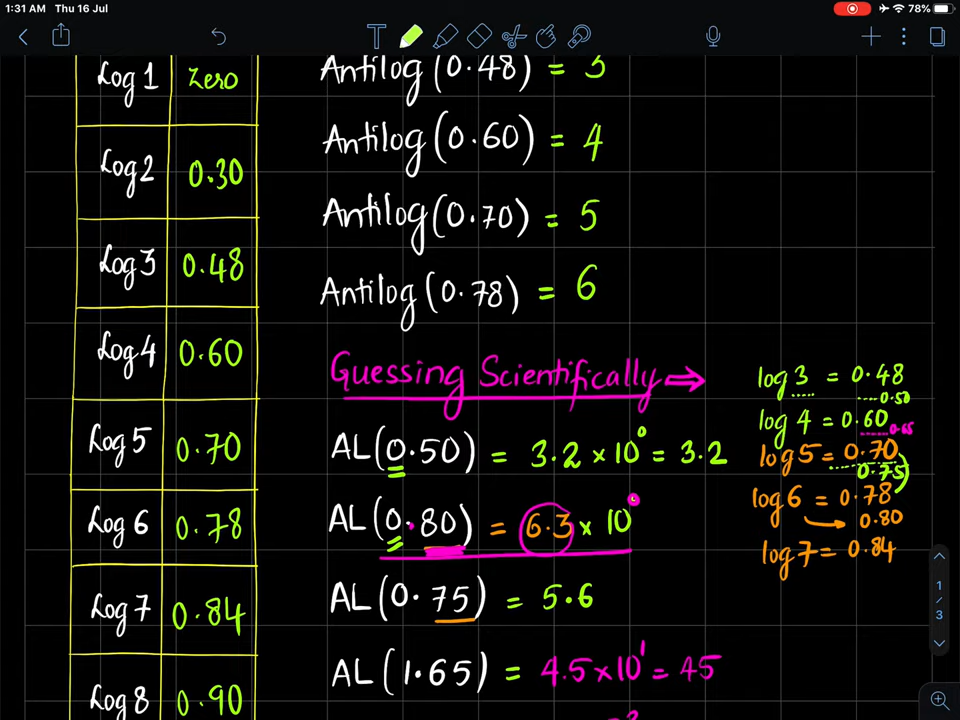 1:31 AM Thu 16 Jul
78%
Log 1 Zero
Log 2 0.30
Log 3 0.48
Log 4 0.60
Log 5 0.70
Log 6 0.78
Log 7 0.84
Log 8 0.90
Antilog (0.48) = 3
Antilog (0.60) = 4
Antilog (0.70) = 5
Antilog (0.78) = 6
Guessing Scientifically ⇒
AL (0.50) = 3.2 × 10⁰ = 3.2
AL (0.80) = 6.3 × 10⁰
AL (0.75) = 5.6
AL (1.65) = 4.5 × 10¹ = 45
log 3 = 0.48
0.50
log 4 = 0.60
0.65
log 5 = 0.70
0.75
log 6 = 0.78
→ 0.80
log 7 = 0.84
1 / 3